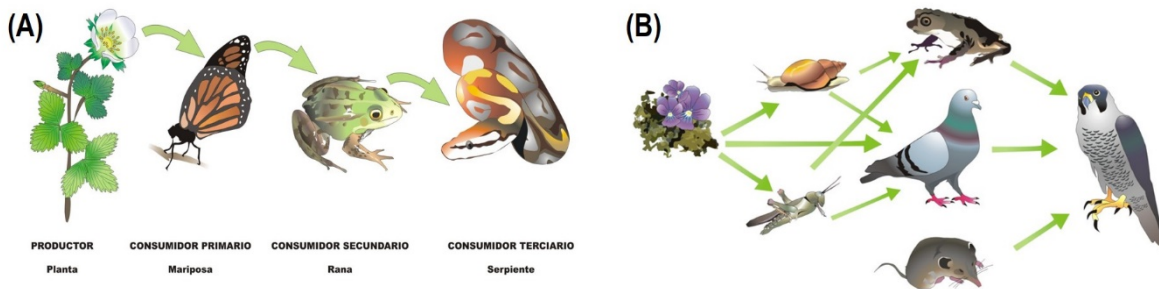 (A)
(B)
PRODUCTOR CONSUMIDOR PRIMARIO CONSUMIDOR SECUNDARIO CONSUMIDOR TERCIARIO
Planta Mariposa Rana Serpiente